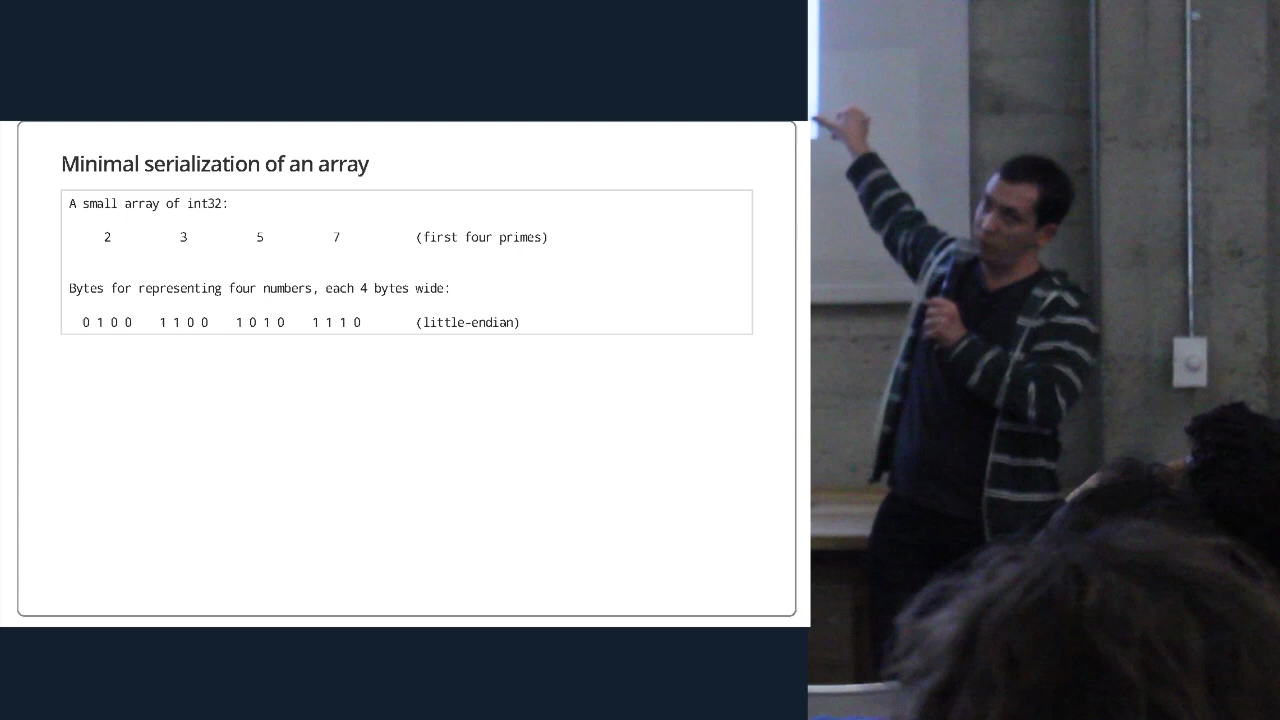 Minimal serialization of an array
A small array of int32:
2 3 5 7 (first four primes)
Bytes for representing four numbers, each 4 bytes wide:
0 1 0 0 1 1 0 0 1 0 1 0 1 1 1 0 (little-endian)